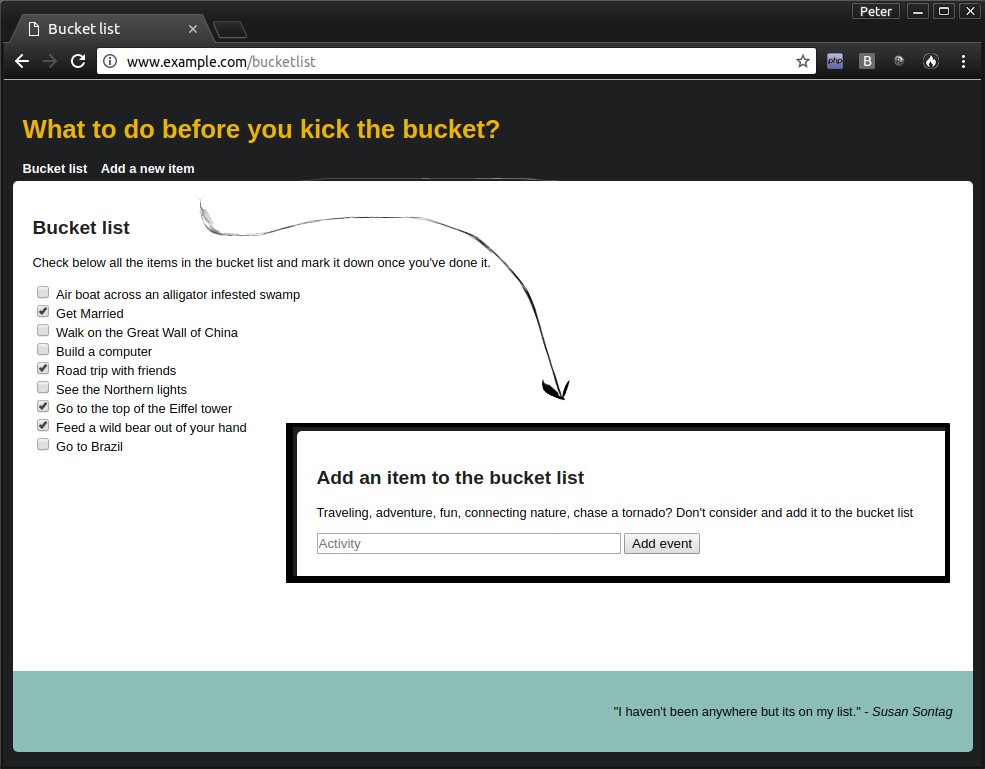 Peter
Bucket list
www.example.com/bucketlist
php
B
What to do before you kick the bucket?
Bucket list Add a new item
Bucket list
Check below all the items in the bucket list and mark it down once you've done it.
Air boat across an alligator infested swamp
Get Married
Walk on the Great Wall of China
Build a computer
Road trip with friends
See the Northern lights
Go to the top of the Eiffel tower
Feed a wild bear out of your hand
Go to Brazil
Add an item to the bucket list
Traveling, adventure, fun, connecting nature, chase a tornado? Don't consider and add it to the bucket list
Activity Add event
"I haven't been anywhere but its on my list." - Susan Sontag